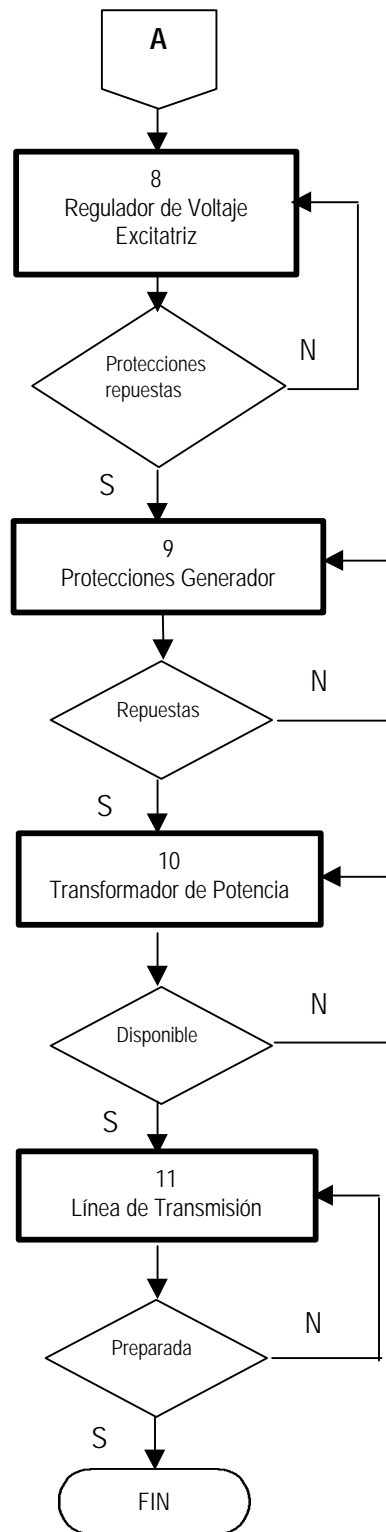 A
8
Regulador de Voltaje
Excitatriz
Protecciones
repuestas
N
S
9
Protecciones Generador
Repuestas
N
S
10
Transformador de Potencia
Disponible
N
S
11
Línea de Transmisión
Preparada
N
S
FIN